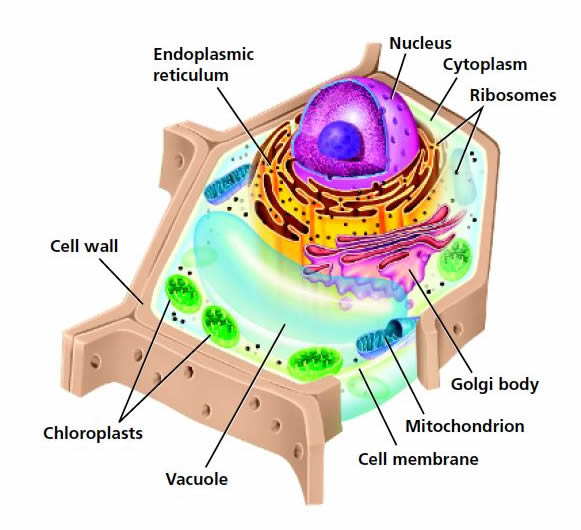 Nucleus
Endoplasmic
reticulum
Cytoplasm
Ribosomes
Cell wall
Golgi body
Mitochondrion
Chloroplasts
Cell membrane
Vacuole